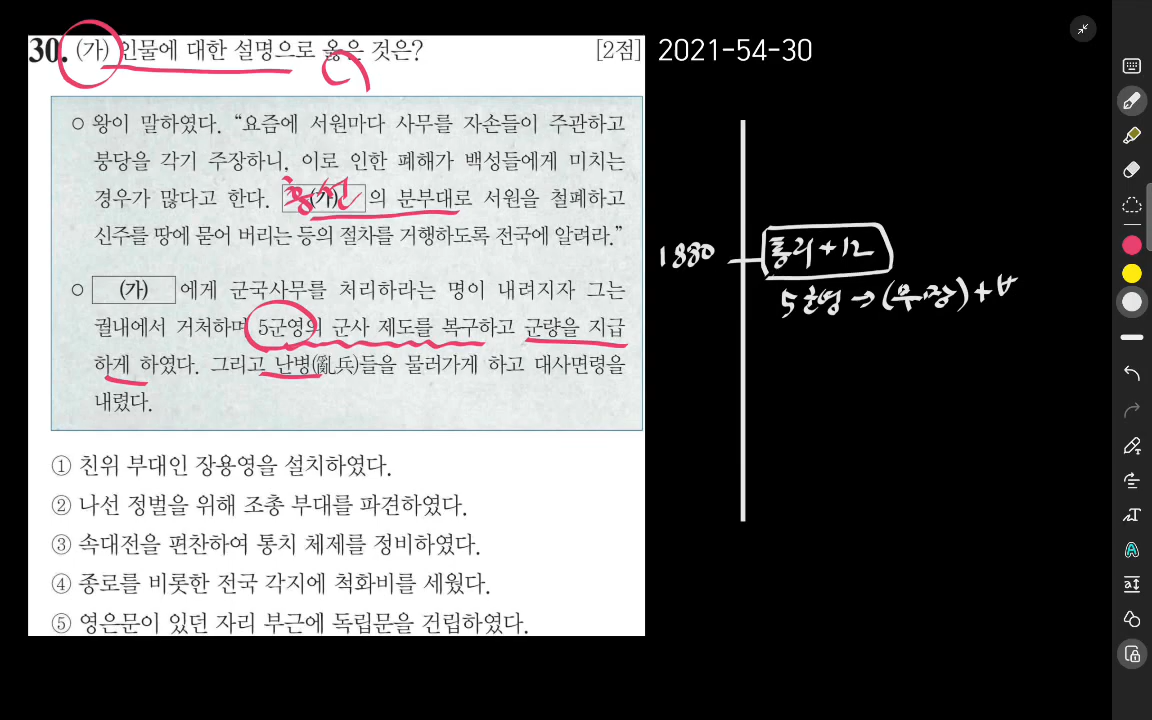 30. (가) 인물에 대한 설명으로 옳은 것은? [2점]
2021-54-30
○ 왕이 말하였다. “요즘에 서원마다 사무를 자손들이 주관하고
붕당을 각기 주장하니, 이로 인한 폐해가 백성들에게 미치는
경우가 많다고 한다. (가) 의 분부대로 서원을 철폐하고
흥선
신주를 땅에 묻어 버리는 등의 절차를 거행하도록 전국에 알려라.”
○ (가) 에게 군국사무를 처리하라는 명이 내려지자 그는
궐내에서 거처하며 5군영의 군사 제도를 복구하고 군량을 지급
하게 하였다. 그리고 난병(亂兵)들을 물러가게 하고 대사면령을
내렸다.
① 친위 부대인 장용영을 설치하였다.
② 나선 정벌을 위해 조총 부대를 파견하였다.
③ 속대전을 편찬하여 통치 체제를 정비하였다.
④ 종로를 비롯한 전국 각지에 척화비를 세웠다.
⑤ 영은문이 있던 자리 부근에 독립문을 건립하였다.
1880
통리+12
5군영→(무·장)+ㅂ